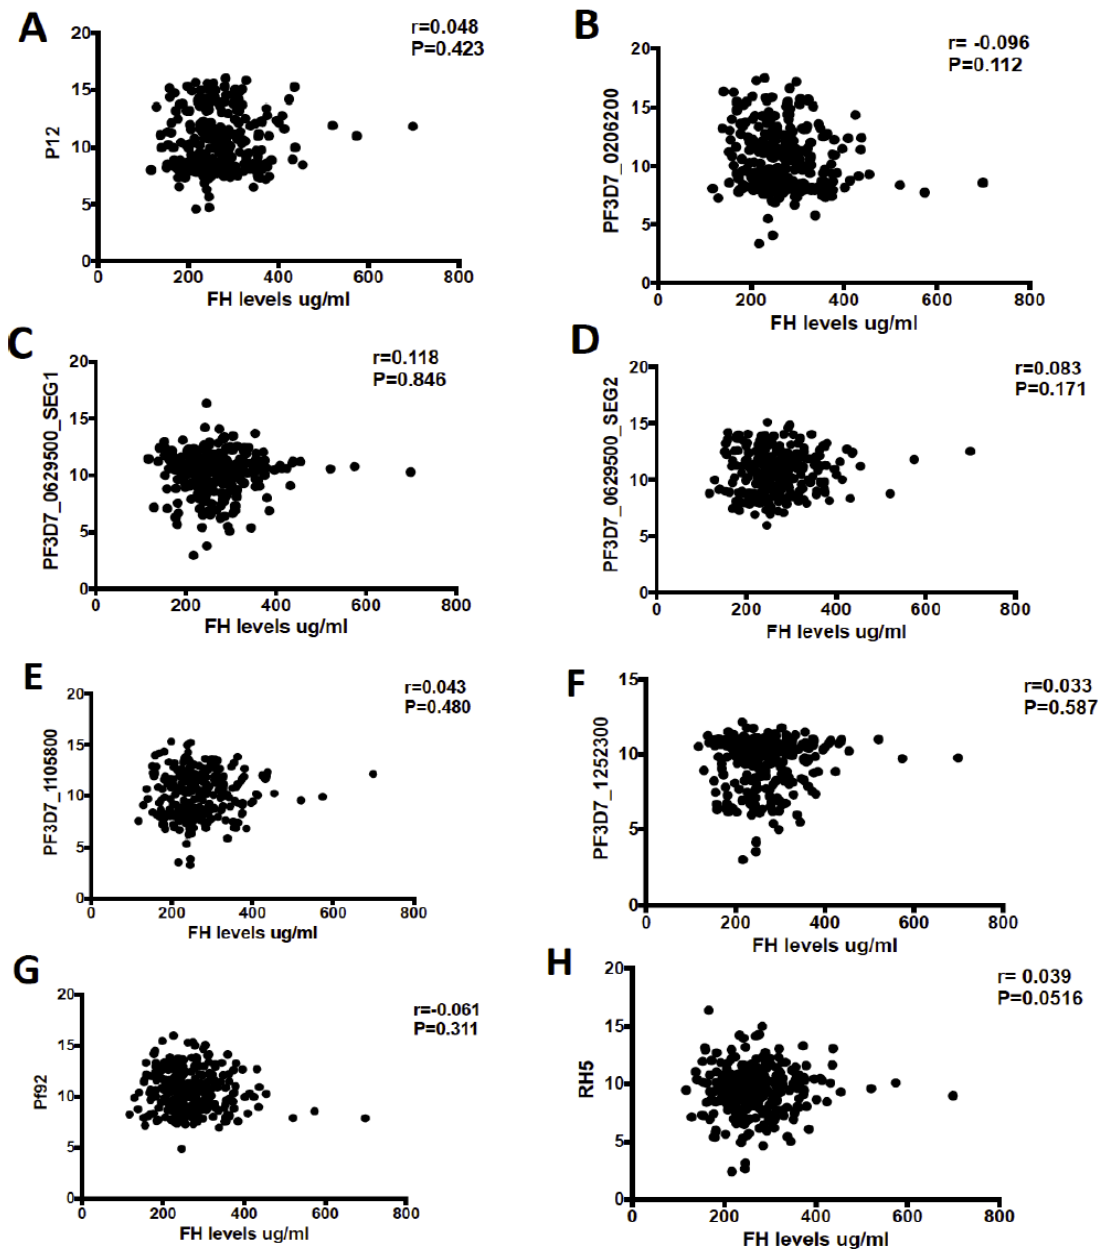 A
r=0.048
P=0.423
P12
20
15
10
5
0
0 200 400 600 800
FH levels ug/ml
B
r= -0.096
P=0.112
PF3D7_0206200
20
15
10
5
0
0 200 400 600 800
FH levels ug/ml
C
r=0.118
P=0.846
PF3D7_0629500_SEG1
20
15
10
5
0
0 200 400 600 800
FH levels ug/ml
D
r=0.083
P=0.171
PF3D7_0629500_SEG2
20
15
10
5
0
0 200 400 600 800
FH levels ug/ml
E
r=0.043
P=0.480
PF3D7_1105800
20
15
10
5
0
0 200 400 600 800
FH levels ug/ml
F
r=0.033
P=0.587
PF3D7_1252300
15
10
5
0
0 200 400 600 800
FH levels ug/ml
G
r=-0.061
P=0.311
Pf92
20
15
10
5
0
0 200 400 600 800
FH levels ug/ml
H
r= 0.039
P=0.0516
RH5
20
15
10
5
0
0 200 400 600 800
FH levels ug/ml